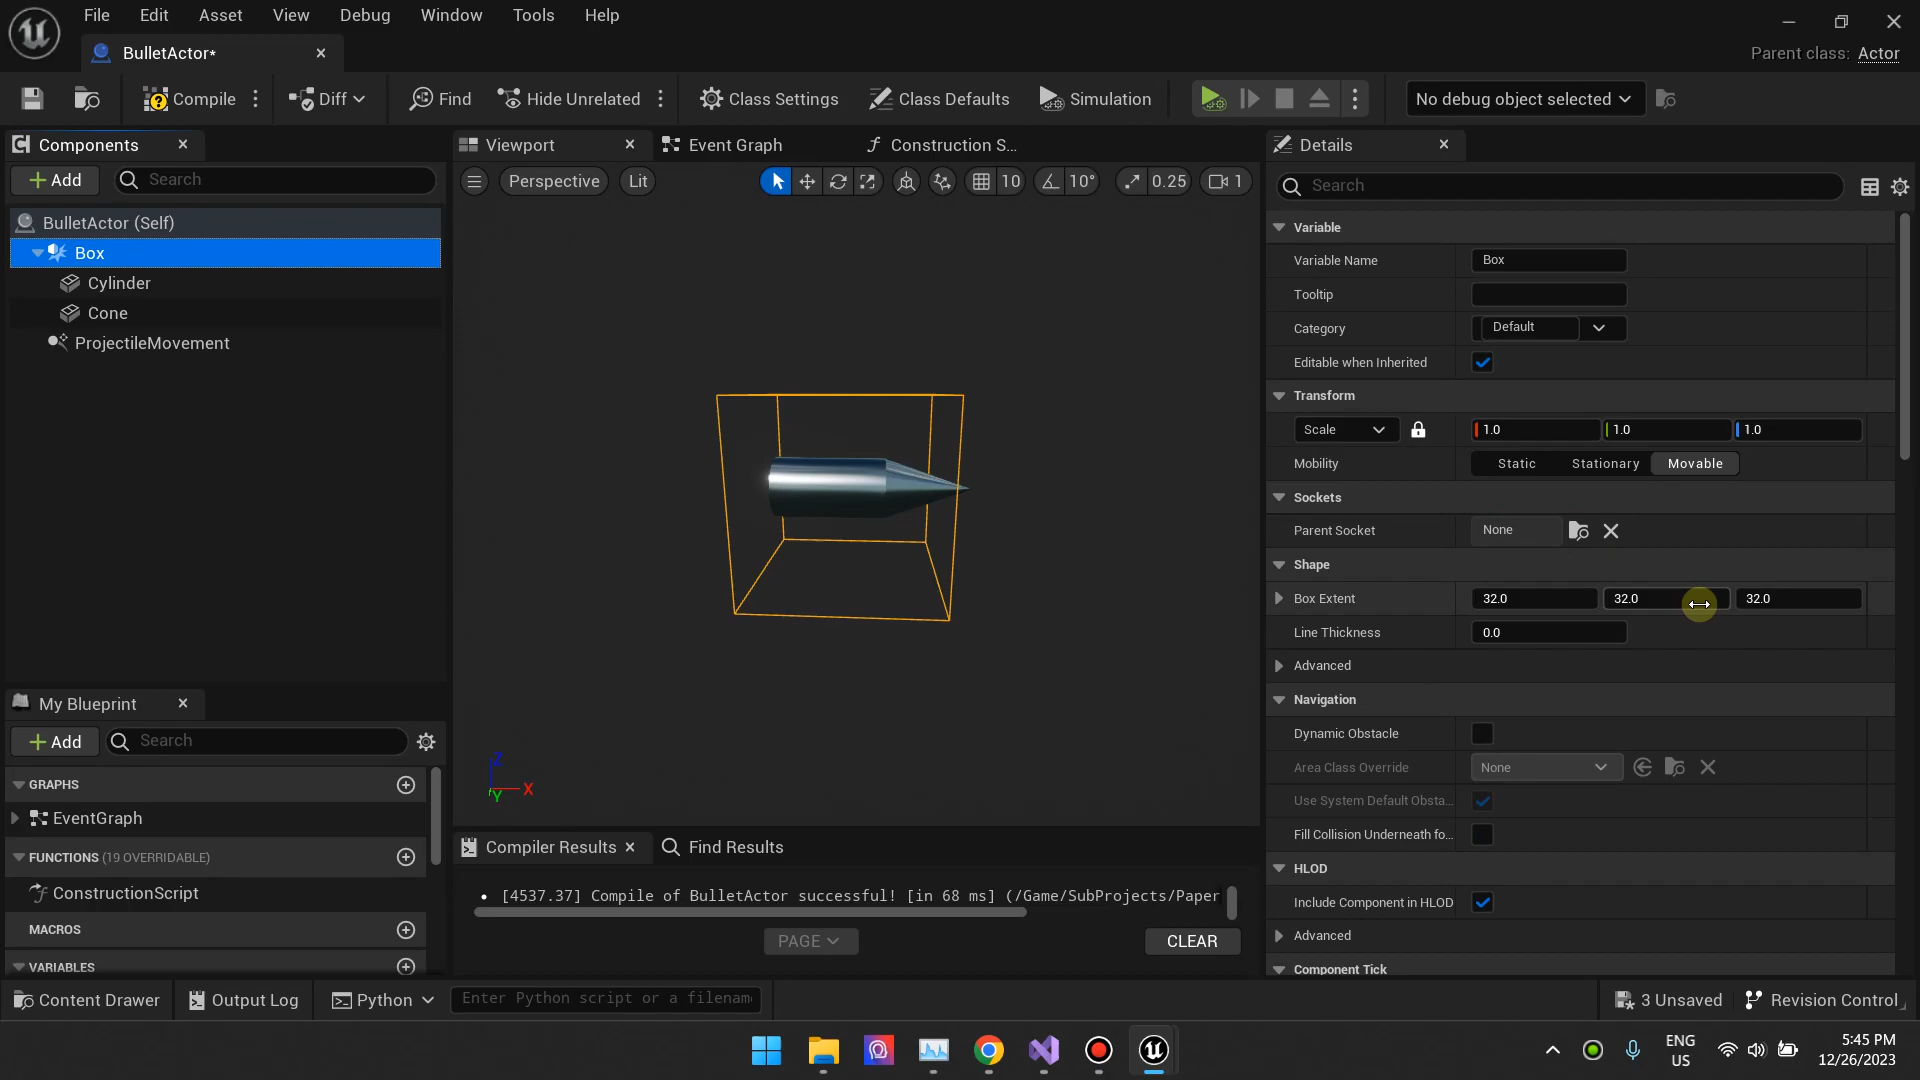 File Edit Asset View Debug Window Tools Help
BulletActor*
Parent class: Actor
Compile Diff Find Hide Unrelated Class Settings Class Defaults Simulation No debug object selected
Components Viewport Event Graph Construction S... Details
Add Search
Perspective Lit 10 10° 0.25 1
Search
BulletActor (Self)
Box
Cylinder
Cone
ProjectileMovement
Z
X
Y
Variable
Variable Name Box
Tooltip
Category Default
Editable when Inherited
Transform
Scale 1.0 1.0 1.0
Mobility Static Stationary Movable
Sockets
Parent Socket None
Shape
Box Extent 32.0 32.0 32.0
Line Thickness 0.0
Advanced
Navigation
Dynamic Obstacle
Area Class Override None
Use System Default Obsta...
Fill Collision Underneath fo...
HLOD
Include Component in HLOD
Advanced
Component Tick
My Blueprint
Add Search
GRAPHS
EventGraph
FUNCTIONS (19 OVERRIDABLE)
ConstructionScript
MACROS
VARIABLES
Compiler Results Find Results
[4537.37] Compile of BulletActor successful! [in 68 ms] (/Game/SubProjects/Paper
PAGE CLEAR
Content Drawer Output Log Python Enter Python script or a filenam 3 Unsaved Revision Control
ENG
US
5:45 PM
12/26/2023